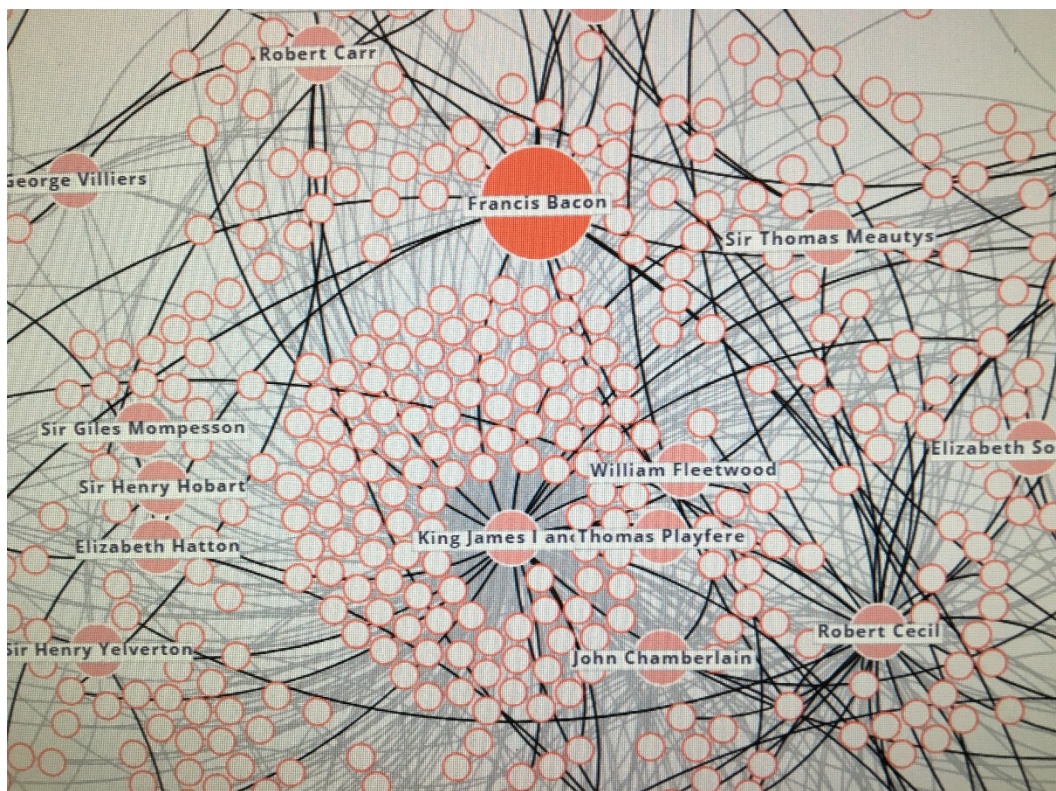 Robert Carr
George Villiers
Francis Bacon
Sir Thomas Meautys
Sir Giles Mompesson
Elizabeth So
William Fleetwood
Sir Henry Hobart
King James I and
Thomas Playfere
Elizabeth Hatton
Robert Cecil
Sir Henry Yelverton
John Chamberlain